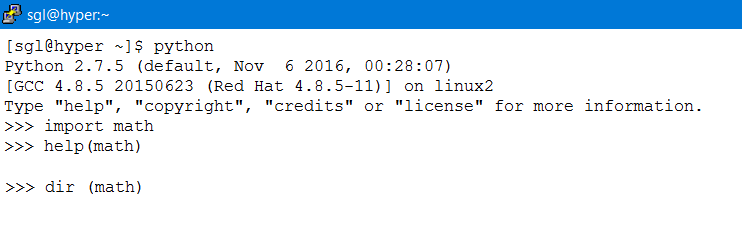 sgl@hyper:~
[sgl@hyper ~]$ python
Python 2.7.5 (default, Nov  6 2016, 00:28:07)
[GCC 4.8.5 20150623 (Red Hat 4.8.5-11)] on linux2
Type "help", "copyright", "credits" or "license" for more information.
>>> import math
>>> help(math)
>>> dir (math)